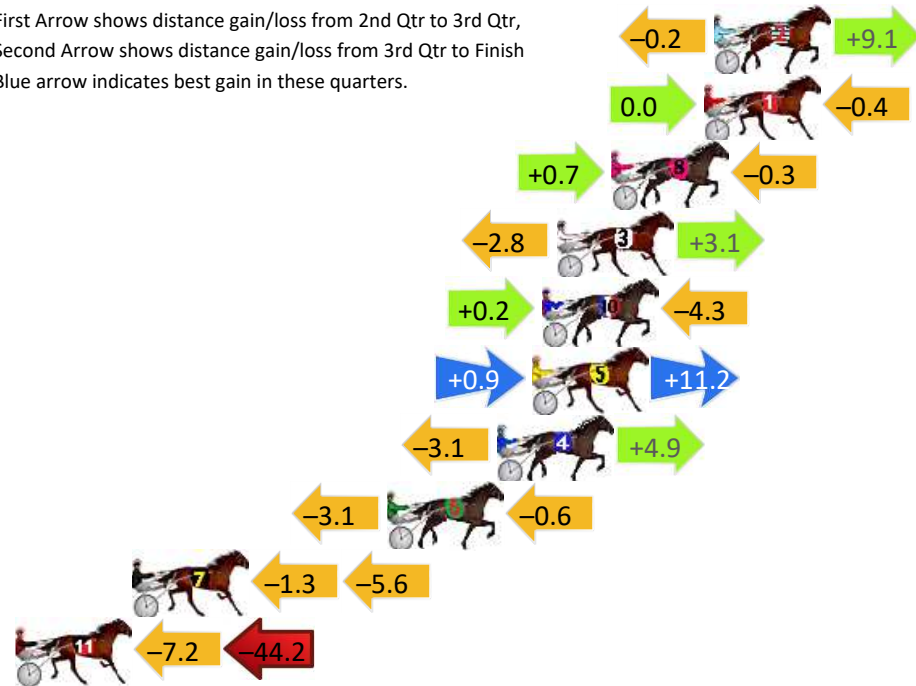 First Arrow shows distance gain/loss from 2nd Qtr to 3rd Qtr,
Second Arrow shows distance gain/loss from 3rd Qtr to Finish
Blue arrow indicates best gain in these quarters.
–0.2 +9.1
0.0 1 –0.4
+0.7 8 –0.3
–2.8 3 +3.1
+0.2 10 –4.3
+0.9 5 +11.2
–3.1 4 +4.9
–3.1 –0.6
7 –1.3 –5.6
11 –7.2 –44.2